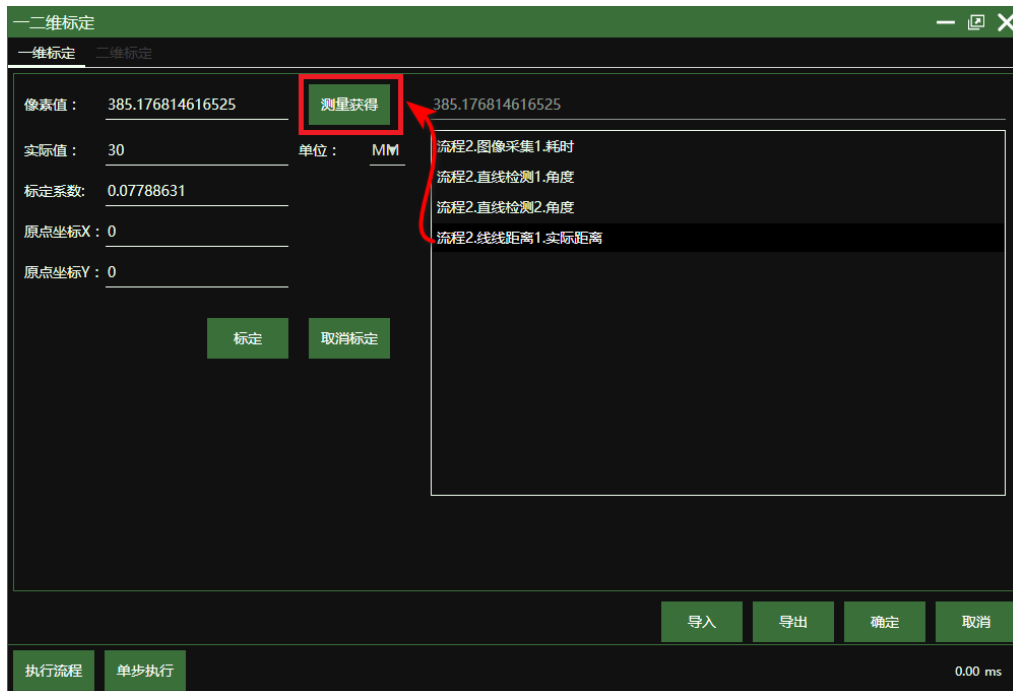 一二维标定
一维标定 二维标定
像素值： 385.176814616525 测量获得 385.176814616525
实际值： 30 单位： MM
标定系数: 0.07788631
原点坐标X： 0
原点坐标Y： 0
标定 取消标定
流程2.图像采集1.耗时
流程2.直线检测1.角度
流程2.直线检测2.角度
流程2.线线距离1.实际距离
导入 导出 确定 取消
执行流程 单步执行 0.00 ms